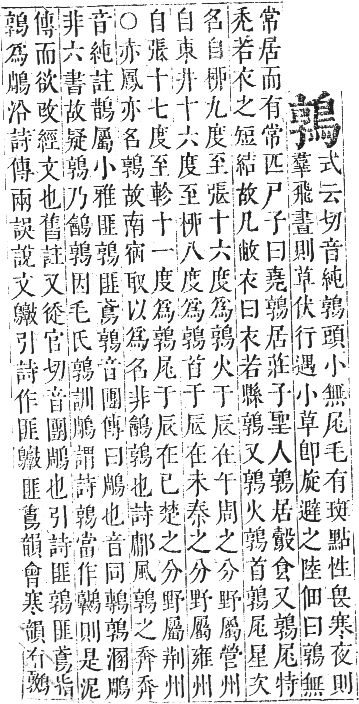 鶉
式云切音純鶉頭小無尾毛有斑點性畏寒夜則
羣飛晝則草伏行遇小草卽旋避之陸佃曰鶉無
常居而有常匹尸子曰堯鶉居莊子聖人鶉居鷇食又鶉尾特
禿若衣之短結故凡敝衣曰衣若縣鶉又鶉火鶉首鶉尾星次
名自柳九度至張十六度為鶉火于辰在午周之分野屬管州
自東井十六度至柳八度為鶉首于辰在未秦之分野屬雍州
自張十七度至軫十一度為鶉尾于辰在巳楚之分野屬荆州
○亦鳳亦名鶉故南宿取以為名非鵪鶉也詩鄘風鶉之奔奔
音純註鵲屬小雅匪鶉匪鳶鶉音團傳曰鵰也音同鷻鶉溷鵰
非六書故疑鶉乃鵪鶉因毛氏鶉訓鵰謂詩鶉當作鷻則是泥
傳而欲改經文也舊註又從官切音團鵰也引詩匪鶉匪鳶指
鶉為鵰沿詩傳兩誤說文鷻引詩作匪鷻匪鳶韻會寒韻有鷻